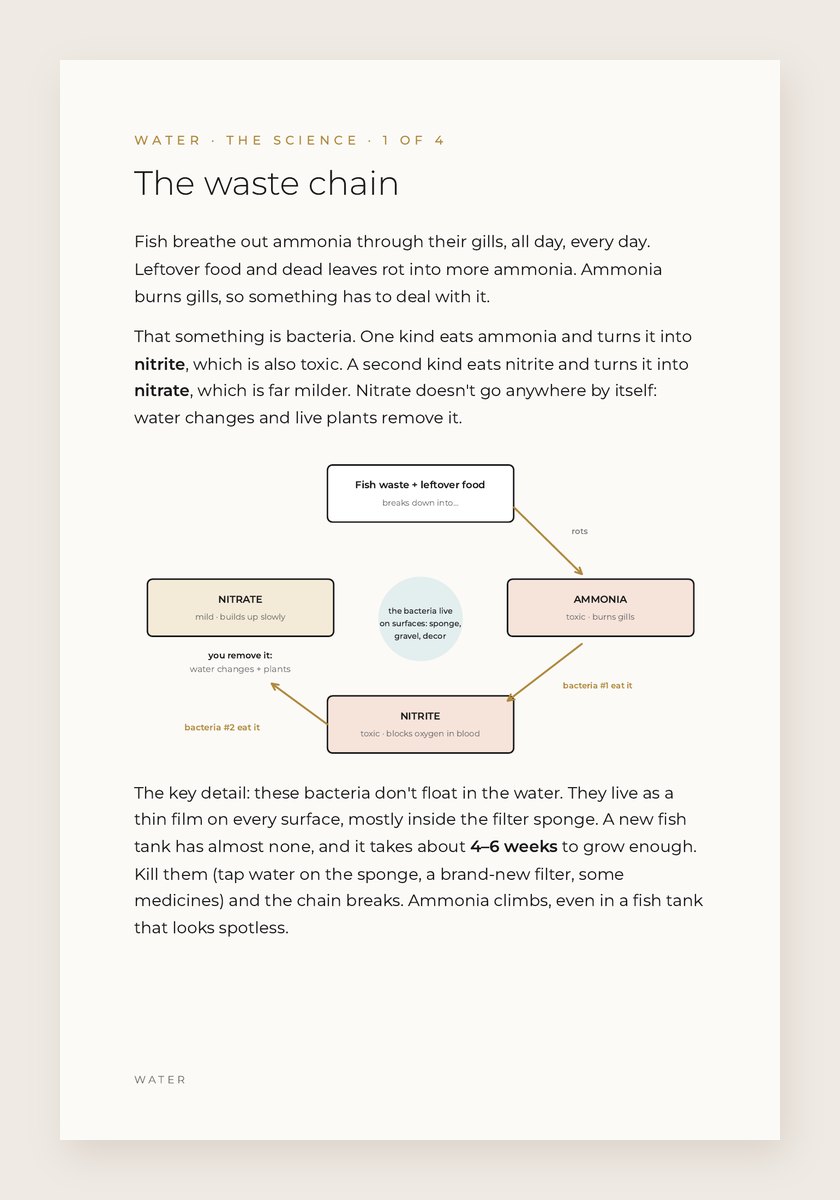 WATER · THE SCIENCE · 1 OF 4
The waste chain
Fish breathe out ammonia through their gills, all day, every day.
Leftover food and dead leaves rot into more ammonia. Ammonia
burns gills, so something has to deal with it.
That something is bacteria. One kind eats ammonia and turns it into
nitrite, which is also toxic. A second kind eats nitrite and turns it into
nitrate, which is far milder. Nitrate doesn't go anywhere by itself:
water changes and live plants remove it.
Fish waste + leftover food
breaks down into...
rots
NITRATE
mild · builds up slowly
the bacteria live
on surfaces: sponge,
gravel, decor
AMMONIA
toxic · burns gills
you remove it:
water changes + plants
bacteria #1 eat it
bacteria #2 eat it
NITRITE
toxic · blocks oxygen in blood
The key detail: these bacteria don't float in the water. They live as a
thin film on every surface, mostly inside the filter sponge. A new fish
tank has almost none, and it takes about 4–6 weeks to grow enough.
Kill them (tap water on the sponge, a brand-new filter, some
medicines) and the chain breaks. Ammonia climbs, even in a fish tank
that looks spotless.
WATER